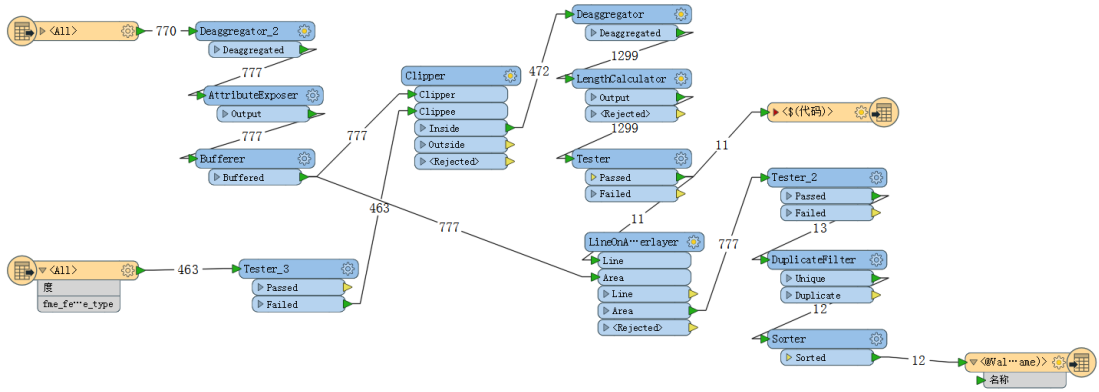 <All>
770
Deaggregator_2
Deaggregated
777
AttributeExposer
Output
777
Bufferer
Buffered
777
463
777
<All>
度
fme_fe…e_type
463
Tester_3
Passed
Failed
Clipper
Clipper
Clippee
Inside
Outside
<Rejected>
472
Deaggregator
Deaggregated
1299
LengthCalculator
Output
<Rejected>
1299
Tester
Passed
Failed
11
11
<$(代码)>
LineOnA…erlayer
Line
Area
Line
Area
<Rejected>
777
Tester_2
Passed
Failed
13
DuplicateFilter
Unique
Duplicate
12
Sorter
Sorted
12
<@Val…ame)>
名称